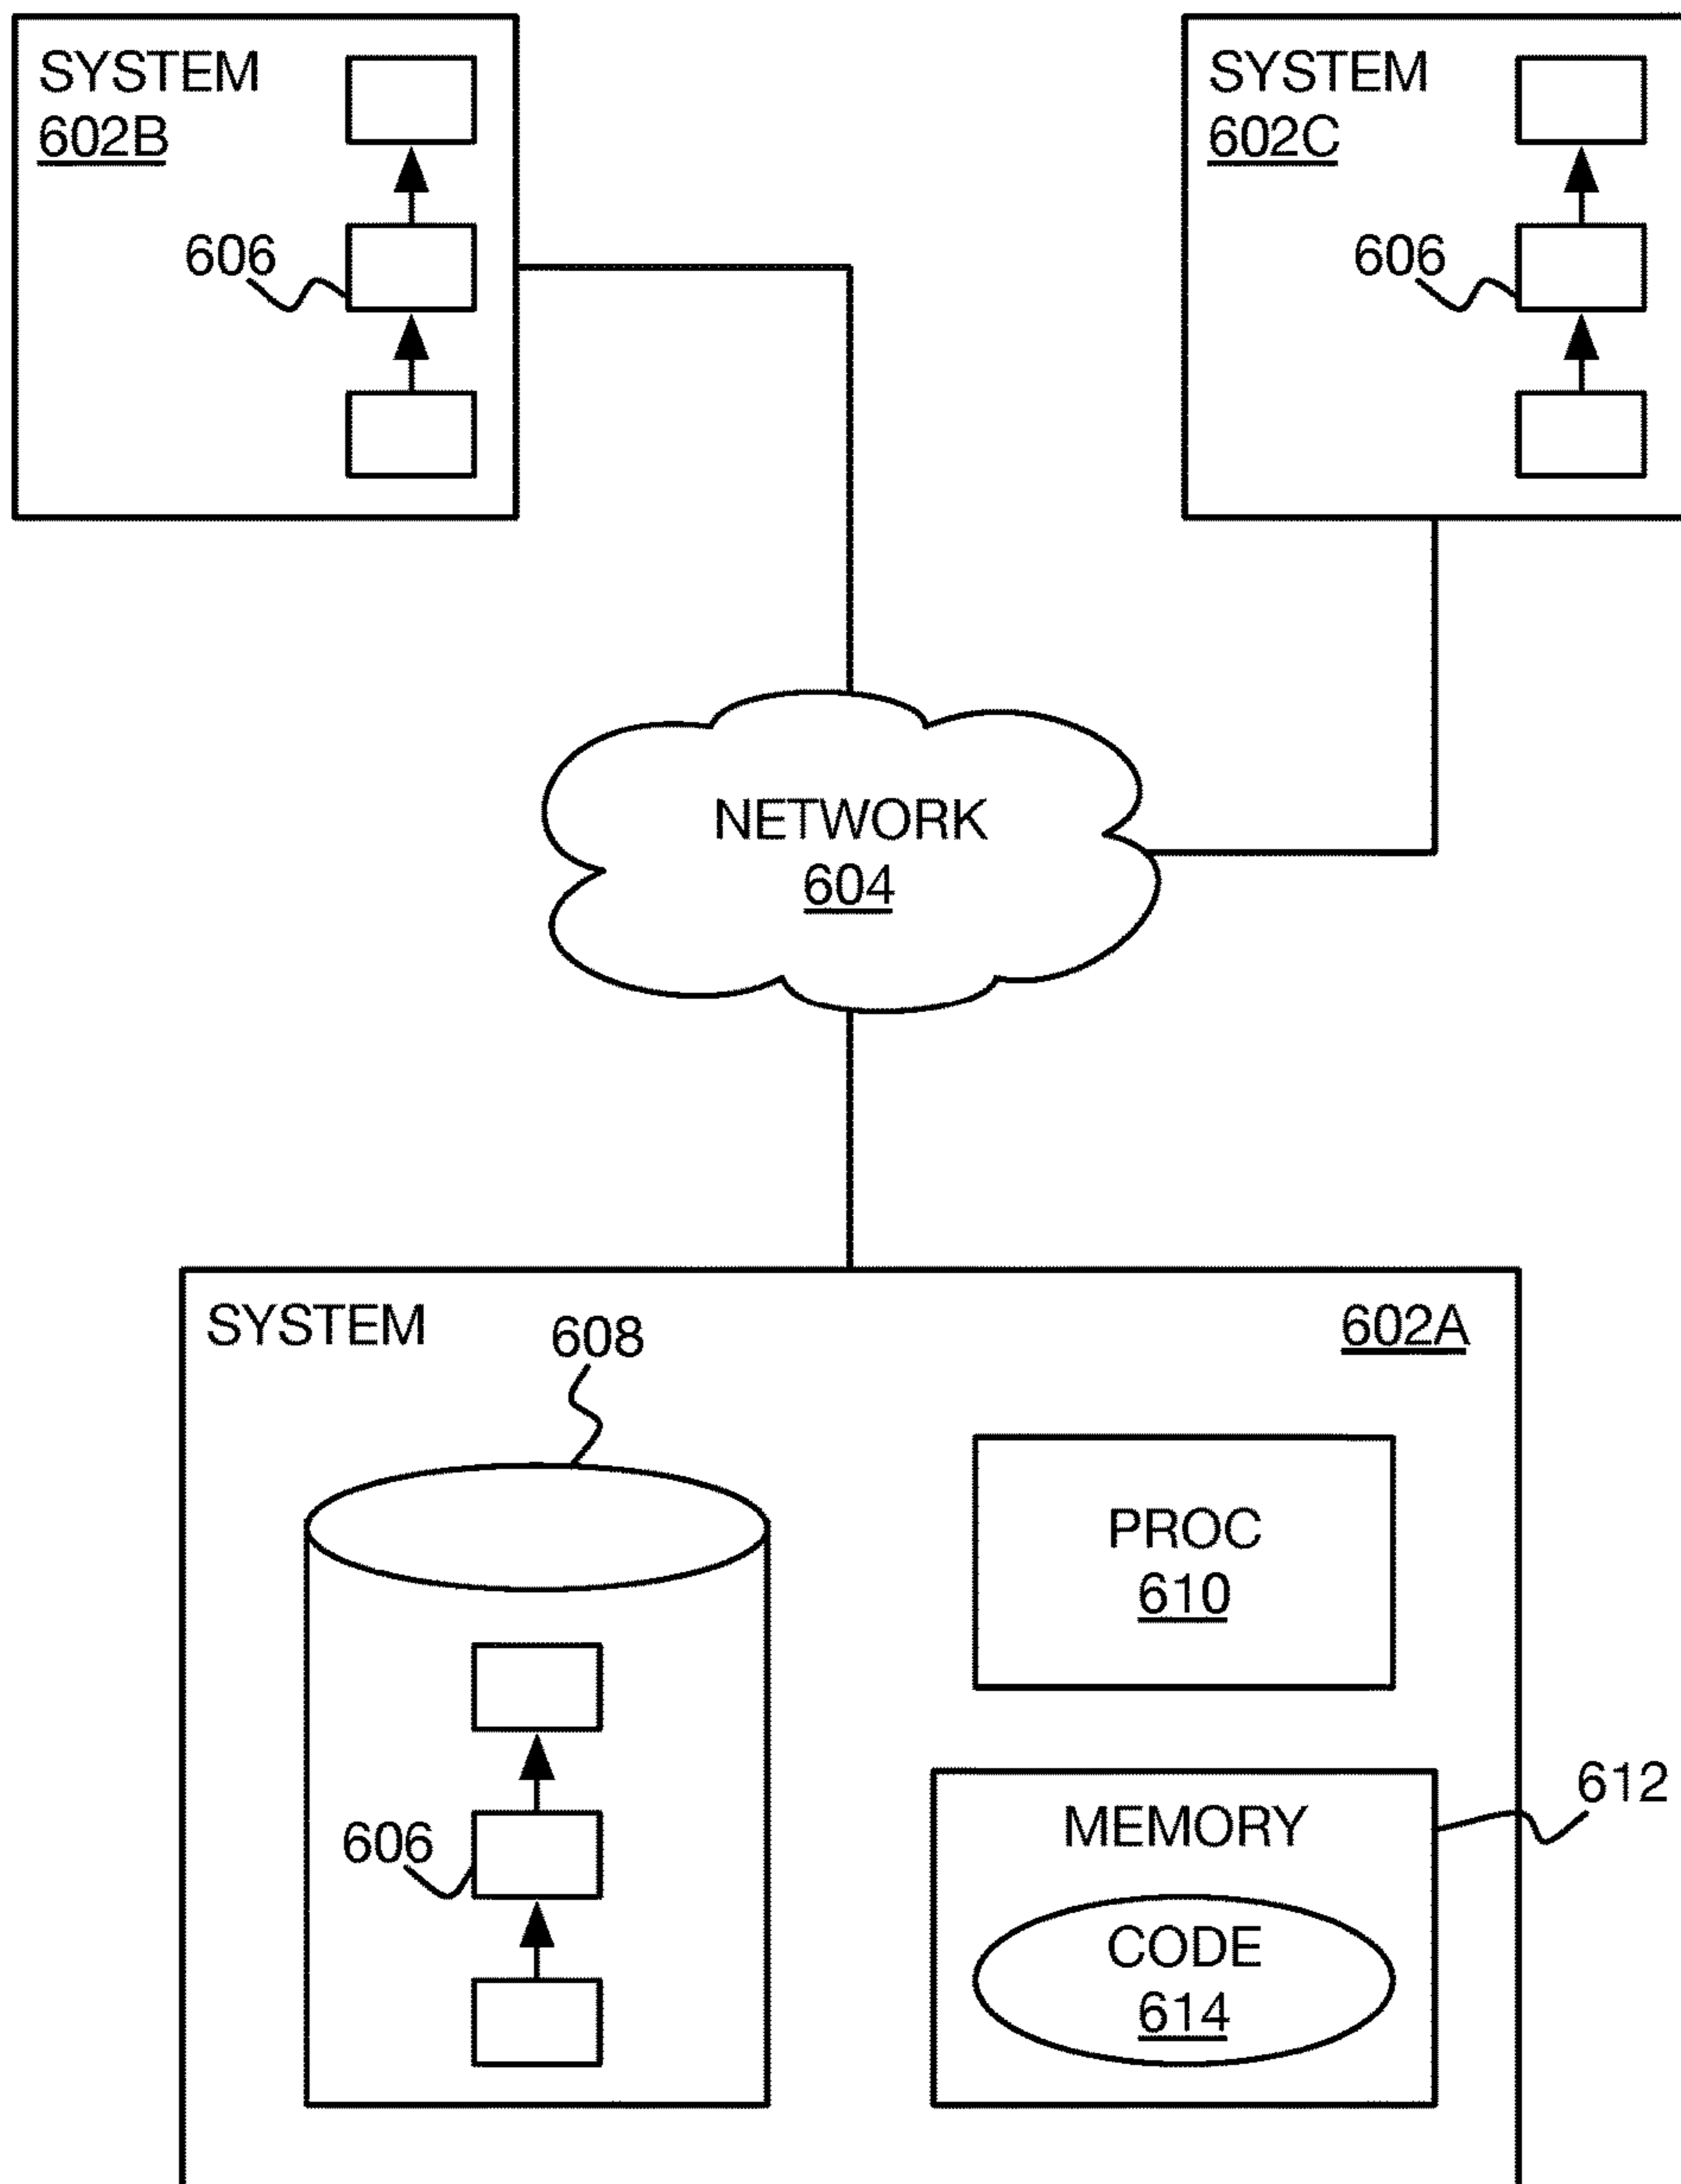 SYSTEM
602B
606
SYSTEM
602C
606
NETWORK
604
SYSTEM
602A
608
PROC
610
606
MEMORY
612
CODE
614